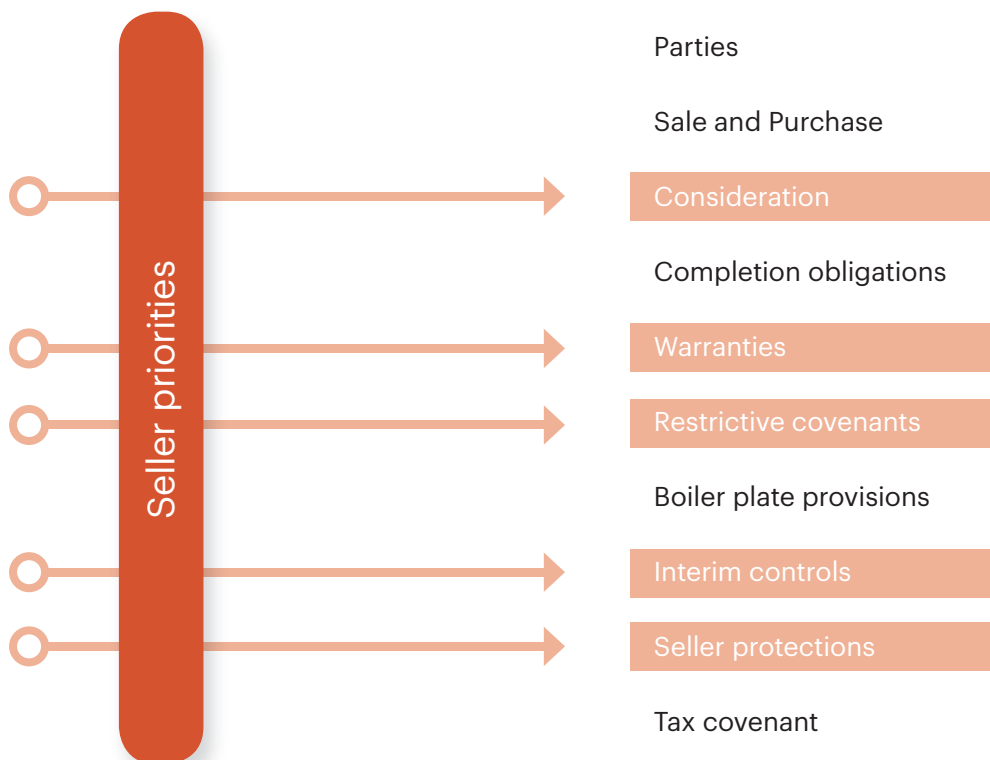 Seller priorities
Parties
Sale and Purchase
Consideration
Completion obligations
Warranties
Restrictive covenants
Boiler plate provisions
Interim controls
Seller protections
Tax covenant